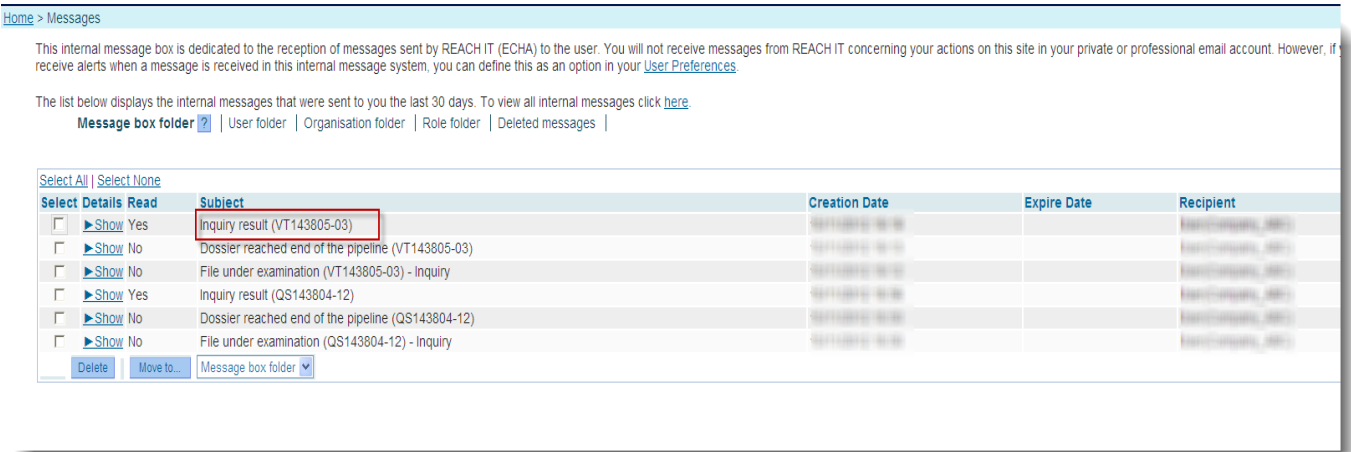 Home > Messages
This internal message box is dedicated to the reception of messages sent by REACH IT (ECHA) to the user. You will not receive messages from REACH IT concerning your actions on this site in your private or professional email account. However, if
receive alerts when a message is received in this internal message system, you can define this as an option in your User Preferences.
The list below displays the internal messages that were sent to you the last 30 days. To view all internal messages click here.
Message box folder ? | User folder | Organisation folder | Role folder | Deleted messages |
Select All | Select None
Select Details Read Subject Creation Date Expire Date Recipient
►Show Yes Inquiry result (VT143805-03)
►Show No Dossier reached end of the pipeline (VT143805-03)
►Show No File under examination (VT143805-03) - Inquiry
►Show Yes Inquiry result (QS143804-12)
►Show No Dossier reached end of the pipeline (QS143804-12)
►Show No File under examination (QS143804-12) - Inquiry
Delete Move to... Message box folder